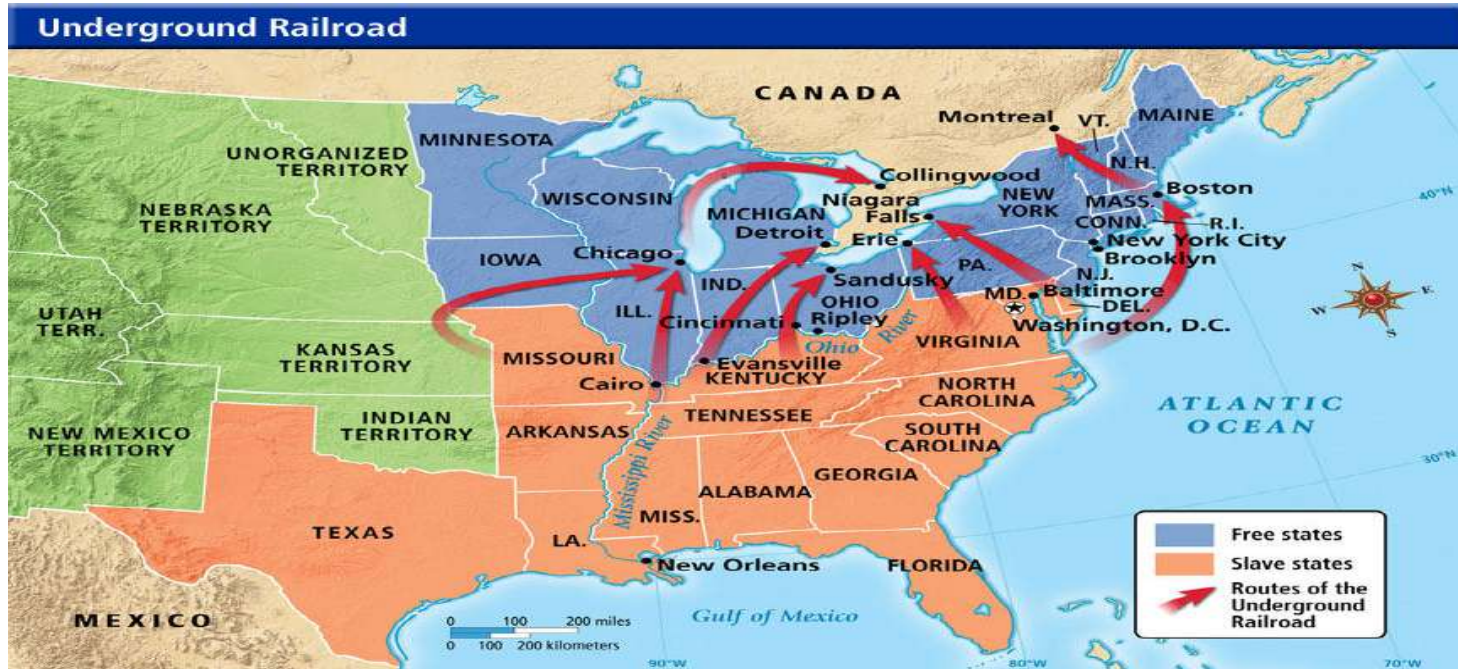 Underground Railroad
CANADA
Montreal
VT.
MAINE
MINNESOTA
UNORGANIZED
TERRITORY
N.H.
Collingwood
Boston
WISCONSIN
MICHIGAN
Niagara
Falls
NEW
YORK
MASS.
40°N
NEBRASKA
TERRITORY
Detroit
Erie
CONN.
R.I.
New York City
Brooklyn
IOWA
Chicago
Sandusky
PA.
N.J.
IND.
OHIO
MD.
Baltimore
DEL.
N
W
E
S
UTAH
TERR.
ILL.
Cincinnati
Ripley
Ohio
River
Washington, D.C.
VIRGINIA
KANSAS
TERRITORY
MISSOURI
Evansville
KENTUCKY
Cairo
NORTH
CAROLINA
TENNESSEE
ATLANTIC
OCEAN
INDIAN
TERRITORY
ARKANSAS
NEW MEXICO
TERRITORY
SOUTH
CAROLINA
Mississippi River
GEORGIA
30°N
ALABAMA
MISS.
TEXAS
LA.
New Orleans
FLORIDA
Free states
Slave states
Routes of the
Underground
Railroad
MEXICO
Gulf of Mexico
0 100 200 miles
0 100 200 kilometers
90°W
80°W
70°W